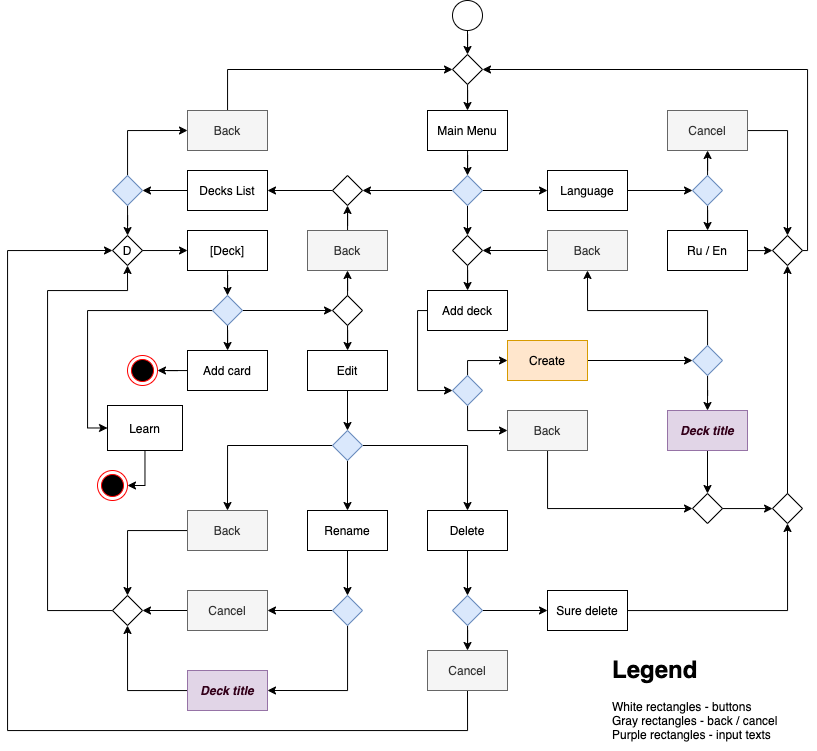 Back
Main Menu
Cancel
Decks List
Language
D
[Deck]
Back
Back
Ru / En
Add deck
Add card
Edit
Create
Learn
Back
Deck title
Back
Rename
Delete
Cancel
Sure delete
Deck title
Cancel
Legend
White rectangles - buttons
Gray rectangles - back / cancel
Purple rectangles - input texts